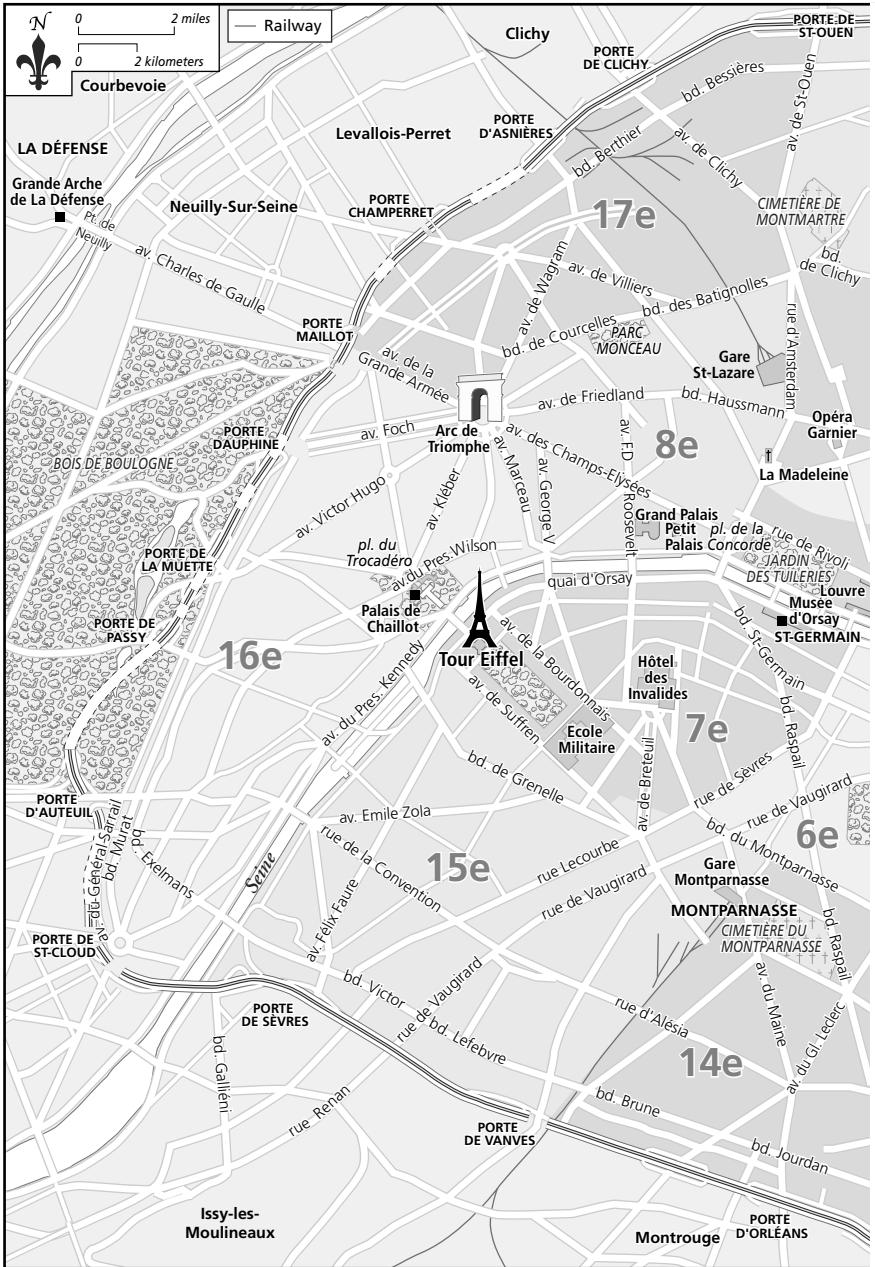 N
0 2 miles
0 2 kilometers
Railway
Clichy
PORTE DE
ST-OUEN
PORTE
DE CLICHY
Courbevoie
bd. Bessières
av. de St-Ouen
PORTE
D'ASNIÈRES
Levallois-Perret
bd. Berthier
av. de Clichy
LA DÉFENSE
Grande Arche
de La Défense
Pt. de
Neuilly
Neuilly-Sur-Seine
PORTE
CHAMPERRET
17e
CIMETIÈRE DE
MONTMARTRE
bd.
de Clichy
av. Charles de Gaulle
av. de Wagram
av. de Villiers
bd. des Batignolles
rue d'Amsterdam
PORTE
MAILLOT
bd. de Courcelles
PARC
MONCEAU
av. de la
Grande Armée
Gare
St-Lazare
av. de Friedland
bd. Haussmann
Opéra
Garnier
PORTE
DAUPHINE
av. Foch
Arc de
Triomphe
av. des Champs-Elysées
av. F.D
Roosevelt
8e
La Madeleine
BOIS DE BOULOGNE
av. Victor Hugo
av. Kléber
av. Marceau
av. George V
Grand Palais
Petit
Palais
pl. de la
Concorde
rue de Rivoli
pl. du
Trocadéro
av.du Pres.Wilson
PORTE DE
LA MUETTE
quai d'Orsay
JARDIN
DES TUILERIES
Louvre
Musée
d'Orsay
ST-GERMAIN
Palais de
Chaillot
PORTE DE
PASSY
16e
Tour Eiffel
av. de la Bourdonnais
Hôtel
des
Invalides
bd. St-Germain
av. du Pres. Kennedy
av. de Suffren
Ecole
Militaire
7e
bd. Raspail
bd. de Grenelle
av. de Breteuil
rue de Sèvres
PORTE
D'AUTEUIL
av. Emile Zola
rue de Vaugirard
6e
av. du Général-Sarrail
bd. Murat
bd. Exelmans
Seine
rue de la Convention
15e
rue Lecourbe
rue de Vaugirard
bd. du Montparnasse
Gare
Montparnasse
MONTPARNASSE
CIMETIÈRE DU
MONTPARNASSE
bd. Raspail
PORTE DE
ST-CLOUD
av. Félix Faure
bd. Victor
rue de Vaugirard
bd. Lefebvre
rue d'Alésia
av. du Maine
av. du Gl. Leclerc
PORTE
DE SÈVRES
bd. Galliéni
rue Renan
14e
bd. Brune
PORTE
DE VANVES
bd. Jourdan
Issy-les-
Moulineaux
Montrouge
PORTE
D'ORLÉANS